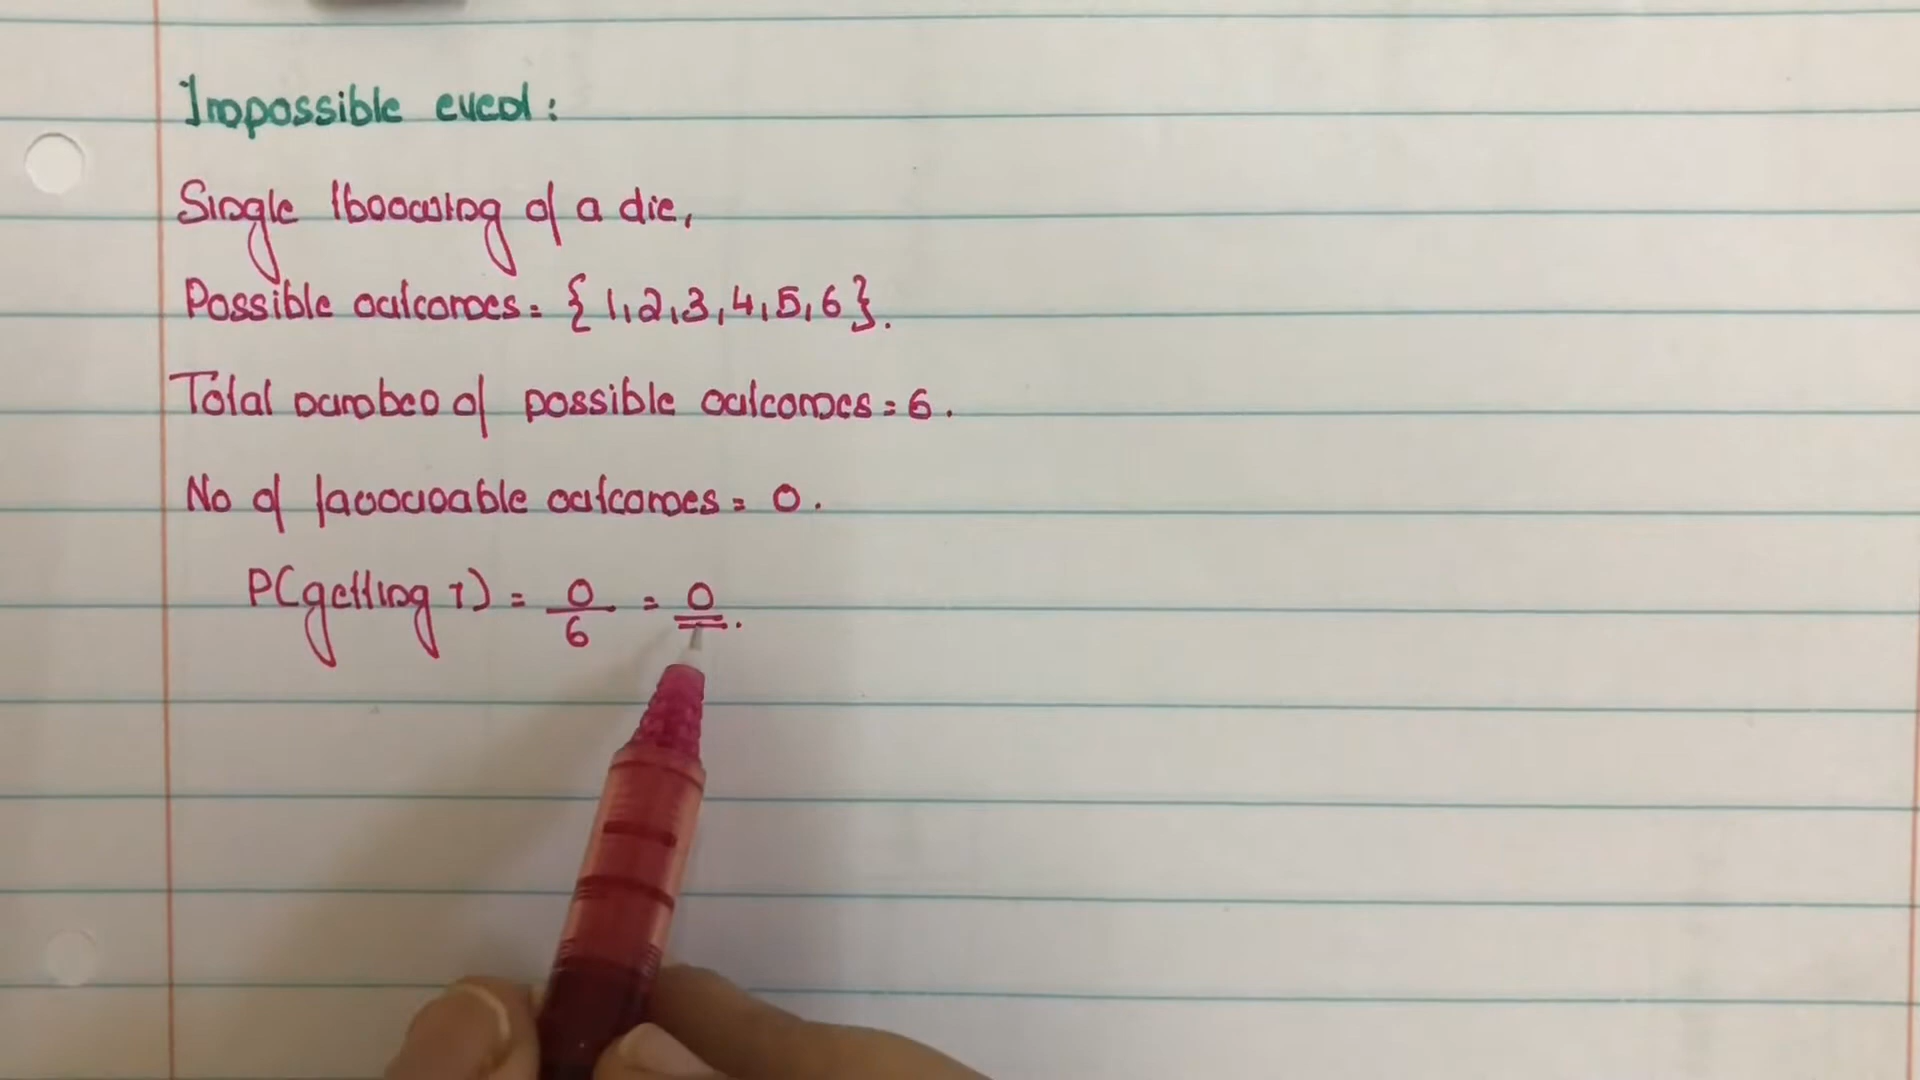 Impossible event:
Single throwing of a die,
Possible outcomes = {1,2,3,4,5,6}.
Total number of possible outcomes = 6.
No of favourable outcomes = 0.
P(getting 7) = 0/6 = 0.